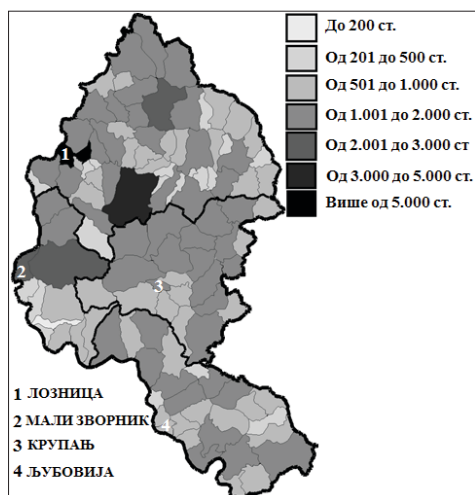 До 200 ст.
Од 201 до 500 ст.
Од 501 до 1.000 ст.
Од 1.001 до 2.000 ст.
Од 2.001 до 3.000 ст
Од 3.000 до 5.000 ст.
Више од 5.000 ст.
1
2
3
4
1 ЛОЗНИЦА
2 МАЛИ ЗВОРНИК
3 КРУПАЊ
4 ЉУБОВИЈА